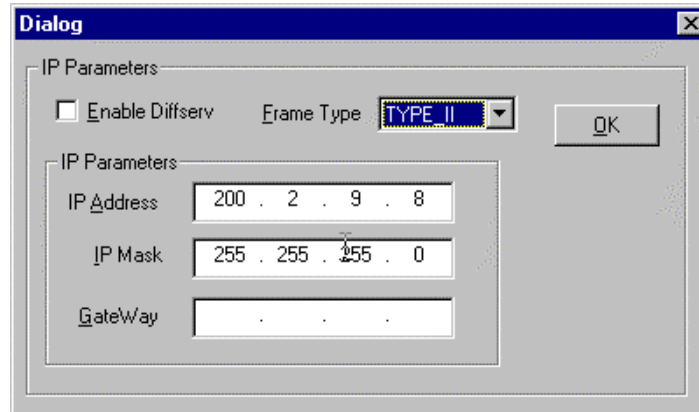 Dialog
IP Parameters
Enable Diffserv Frame Type TYPE_II OK
IP Parameters
IP Address 200 . 2 . 9 . 8
IP Mask 255 . 255 . 255 . 0
GateWay . . .